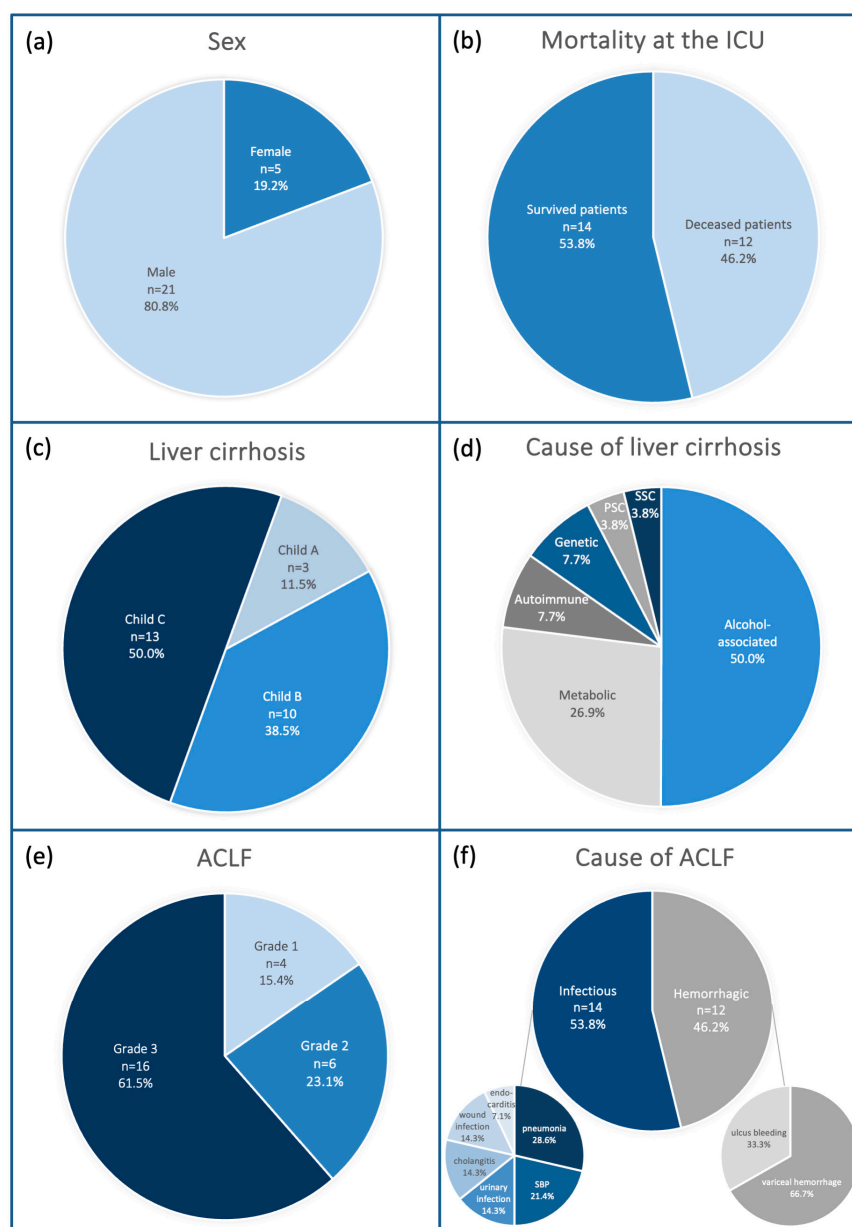 (a)
Sex
Female
n=5
19.2%
Male
n=21
80.8%
(b)
Mortality at the ICU
Survived patients
n=14
53.8%
Deceased patients
n=12
46.2%
(c)
Liver cirrhosis
Child A
n=3
11.5%
Child C
n=13
50.0%
Child B
n=10
38.5%
(d)
Cause of liver cirrhosis
SSC
3.8%
PSC
3.8%
Genetic
7.7%
Autoimmune
7.7%
Alcohol-
associated
50.0%
Metabolic
26.9%
(e)
ACLF
Grade 1
n=4
15.4%
Grade 3
n=16
61.5%
Grade 2
n=6
23.1%
(f)
Cause of ACLF
Infectious
n=14
53.8%
Hemorrhagic
n=12
46.2%
endo-
carditis
7.1%
wound
infection
14.3%
pneumonia
28.6%
cholangitis
14.3%
urinary
infection
14.3%
SBP
21.4%
ulcus bleeding
33.3%
variceal hemorrhage
66.7%